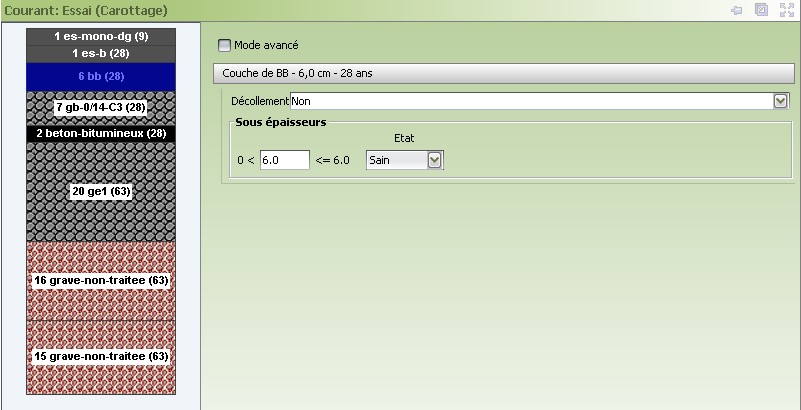 Courant: Essai (Carottage)
1 es-mono-dg (9)
1 es-b (28)
6 bb (28)
7 gb-0/14-C3 (28)
2 beton-bitumineux (28)
20 ge1 (63)
16 grave-non-traitee (63)
15 grave-non-traitee (63)
Mode avancé
Couche de BB - 6,0 cm - 28 ans
Décollement Non
Sous épaisseurs
Etat
0 < 6.0 <= 6.0 Sain